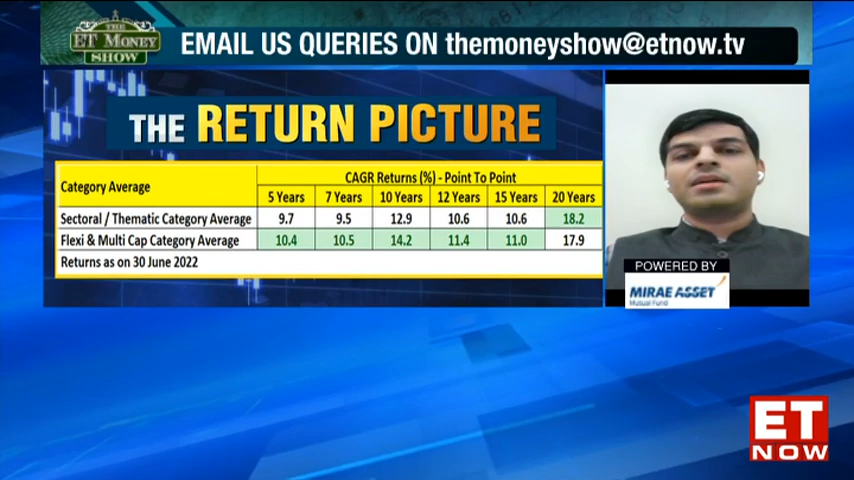 THE
ET MONEY
SHOW
EMAIL US QUERIES ON themoneyshow@etnow.tv
THE RETURN PICTURE
Category Average
CAGR Returns (%) - Point To Point
5 Years 7 Years 10 Years 12 Years 15 Years 20 Years
Sectoral / Thematic Category Average 9.7 9.5 12.9 10.6 10.6 18.2
Flexi & Multi Cap Category Average 10.4 10.5 14.2 11.4 11.0 17.9
Returns as on 30 June 2022
POWERED BY
MIRAE ASSET
Mutual Fund
ET
NOW